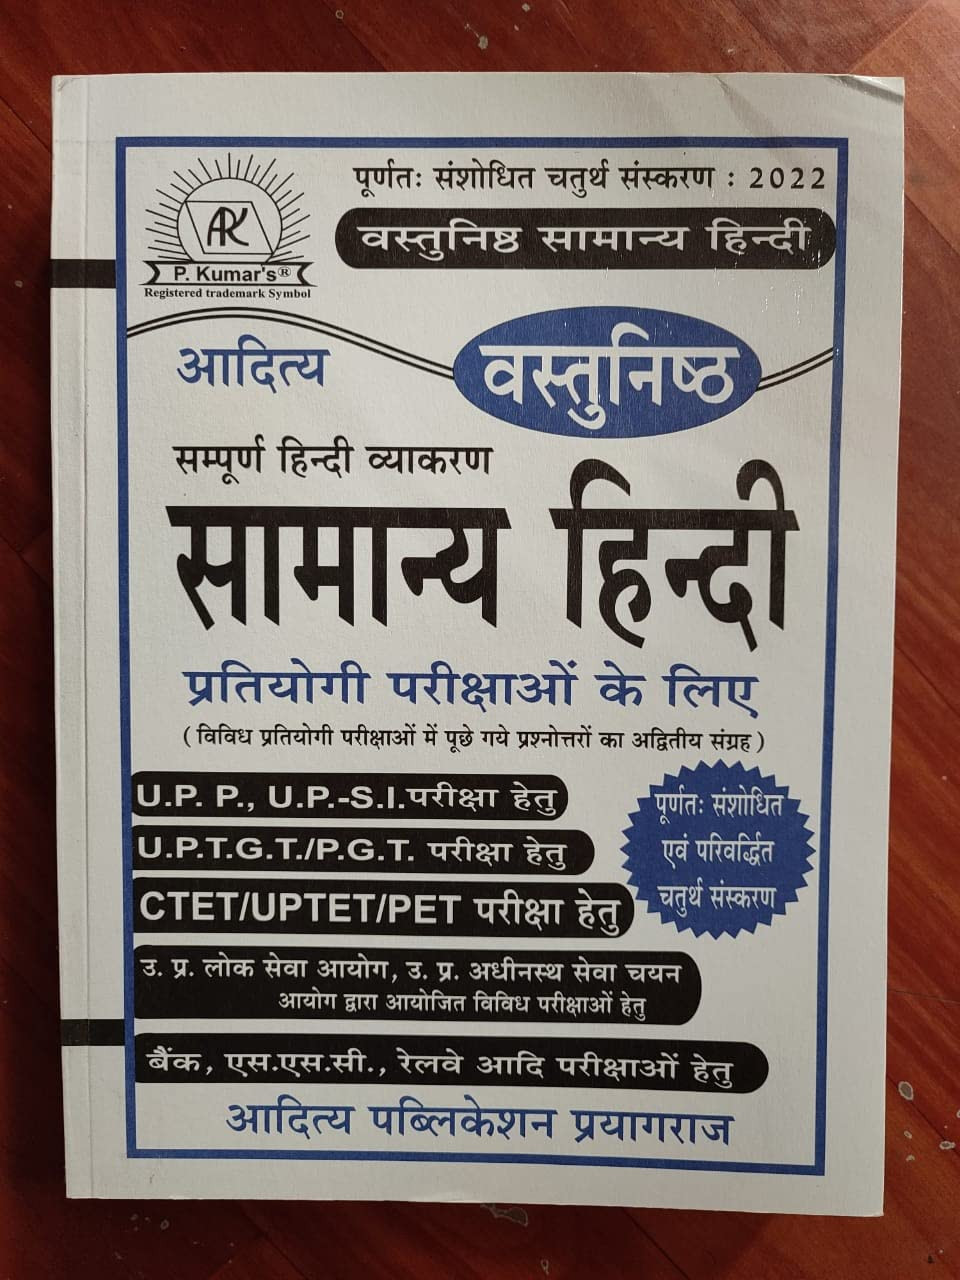 पूर्णतः संशोधित चतुर्थ संस्करण : 2022
वस्तुनिष्ठ सामान्य हिन्दी
APK
P. Kumar's®
Registered trademark Symbol
आदित्य
वस्तुनिष्ठ
सम्पूर्ण हिन्दी व्याकरण
सामान्य हिन्दी
प्रतियोगी परीक्षाओं के लिए
( विविध प्रतियोगी परीक्षाओं में पूछे गये प्रश्नोत्तरों का अद्वितीय संग्रह )
U.P. P., U.P.-S.I. परीक्षा हेतु
U.P.T.G.T./P.G.T. परीक्षा हेतु
CTET/UPTET/PET परीक्षा हेतु
पूर्णतः संशोधित
एवं परिवर्द्धित
चतुर्थ संस्करण
उ. प्र. लोक सेवा आयोग, उ. प्र. अधीनस्थ सेवा चयन
आयोग द्वारा आयोजित विविध परीक्षाओं हेतु
बैंक, एस.एस.सी., रेलवे आदि परीक्षाओं हेतु
आदित्य पब्लिकेशन प्रयागराज